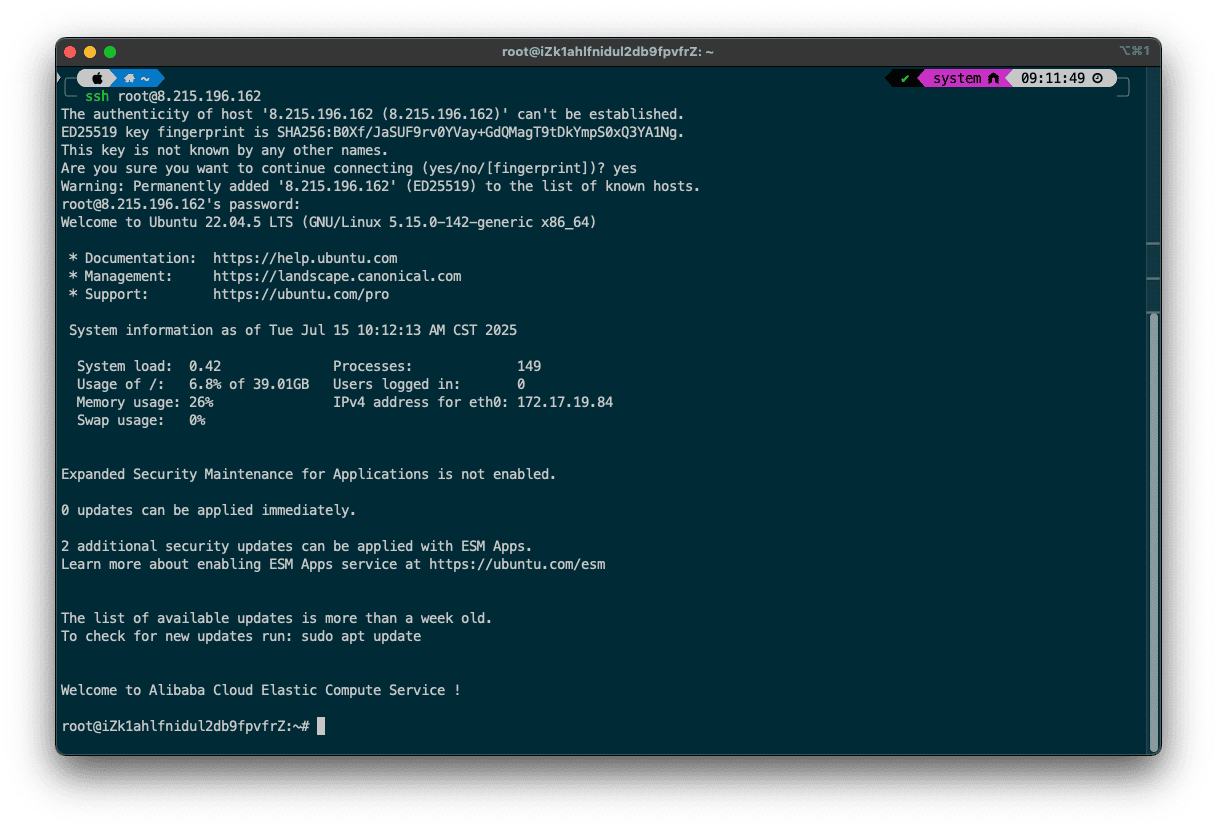 root@iZk1ahlfnidul2db9fpvfrZ: ~ ⌥⌘1
~ ✔ system 09:11:49
ssh root@8.215.196.162
The authenticity of host '8.215.196.162 (8.215.196.162)' can't be established.
ED25519 key fingerprint is SHA256:B0Xf/JaSUF9rv0YVay+GdQMagT9tDkYmpS0xQ3YA1Ng.
This key is not known by any other names.
Are you sure you want to continue connecting (yes/no/[fingerprint])? yes
Warning: Permanently added '8.215.196.162' (ED25519) to the list of known hosts.
root@8.215.196.162's password:
Welcome to Ubuntu 22.04.5 LTS (GNU/Linux 5.15.0-142-generic x86_64)
* Documentation:  https://help.ubuntu.com
* Management:     https://landscape.canonical.com
* Support:        https://ubuntu.com/pro
System information as of Tue Jul 15 10:12:13 AM CST 2025
System load:  0.42              Processes:             149
Usage of /:   6.8% of 39.01GB   Users logged in:       0
Memory usage: 26%               IPv4 address for eth0: 172.17.19.84
Swap usage:   0%
Expanded Security Maintenance for Applications is not enabled.
0 updates can be applied immediately.
2 additional security updates can be applied with ESM Apps.
Learn more about enabling ESM Apps service at https://ubuntu.com/esm
The list of available updates is more than a week old.
To check for new updates run: sudo apt update
Welcome to Alibaba Cloud Elastic Compute Service !
root@iZk1ahlfnidul2db9fpvfrZ:~#